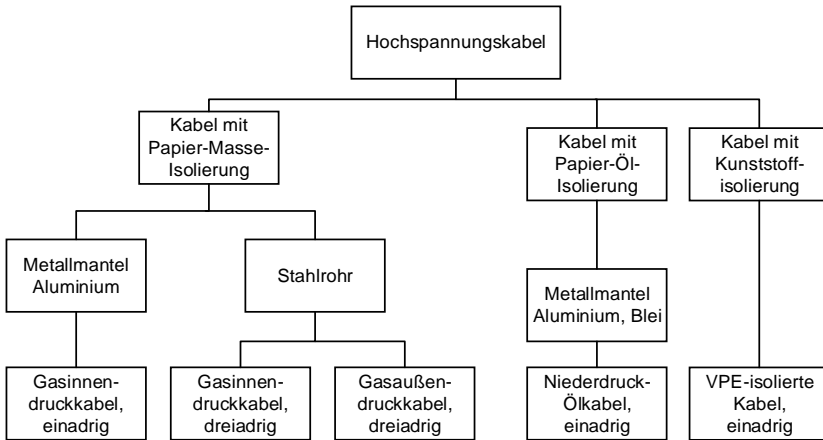 Hochspannungskabel
Kabel mit
Papier-Masse-
Isolierung
Kabel mit
Papier-Öl-
Isolierung
Kabel mit
Kunststoff-
isolierung
Metallmantel
Aluminium
Stahlrohr
Metallmantel
Aluminium, Blei
Gasinnen-
druckkabel,
einadrig
Gasinnen-
druckkabel,
dreiadrig
Gasaußen-
druckkabel,
dreiadrig
Niederdruck-
Ölkabel,
einadrig
VPE-isolierte
Kabel,
einadrig